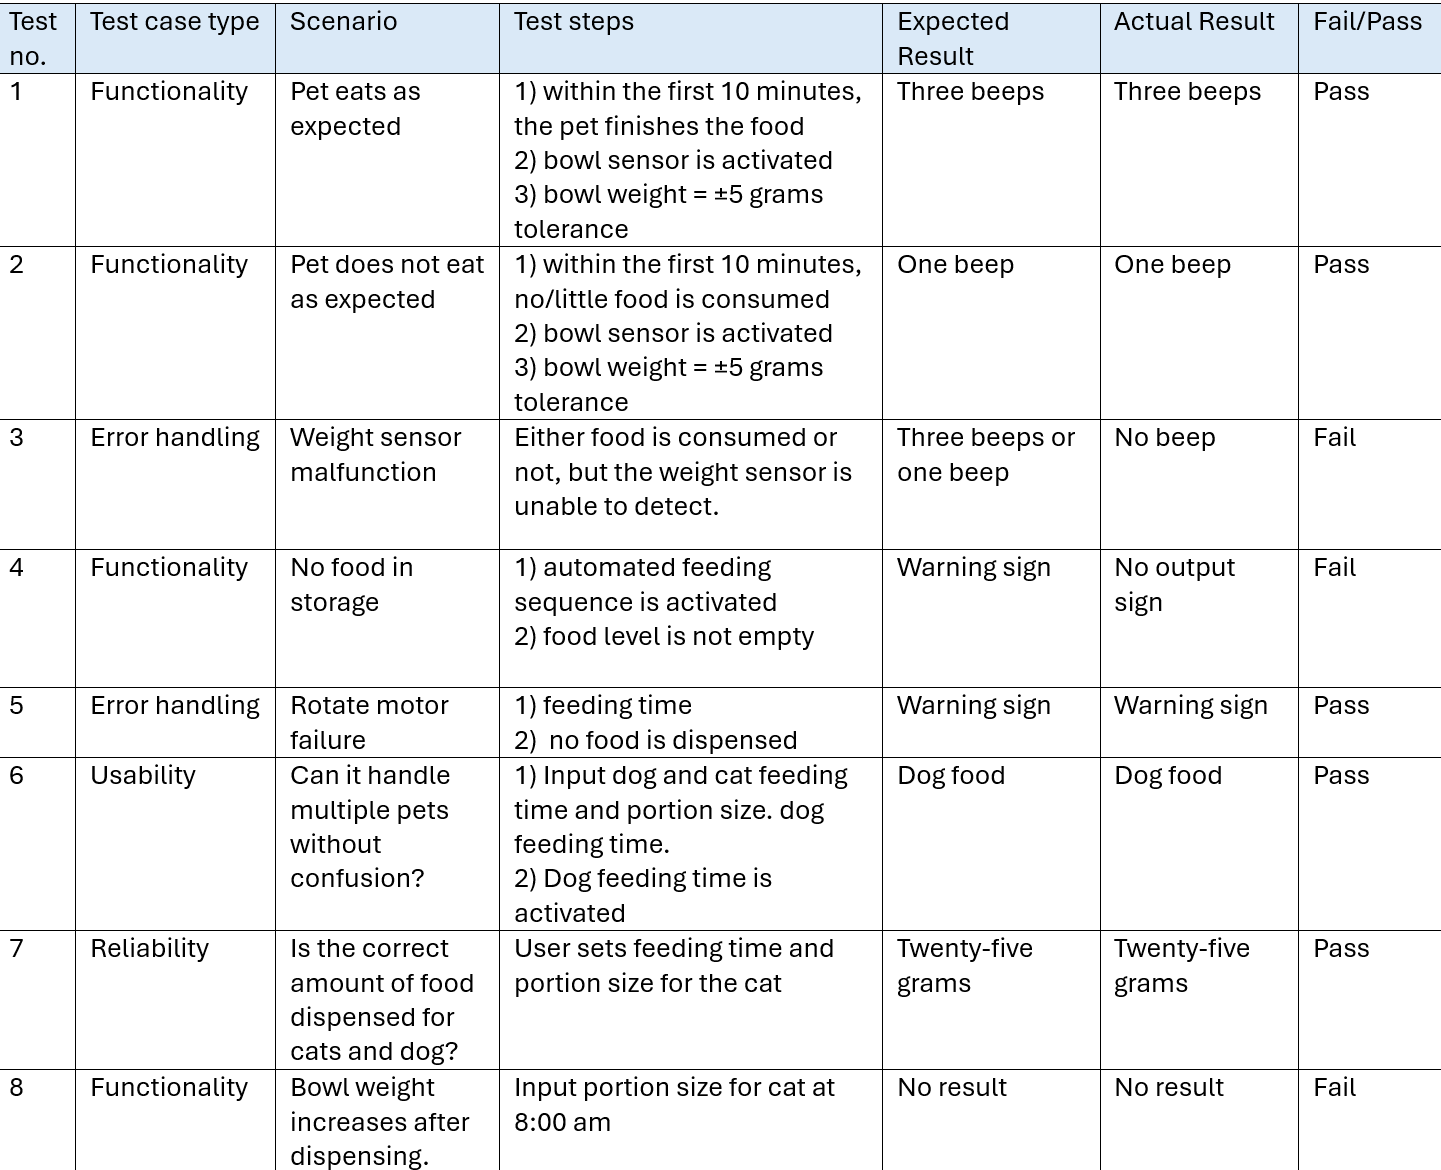 Test no. | Test case type | Scenario | Test steps | Expected Result | Actual Result | Fail/Pass
1 | Functionality | Pet eats as expected | 1) within the first 10 minutes, the pet finishes the food 2) bowl sensor is activated 3) bowl weight = ±5 grams tolerance | Three beeps | Three beeps | Pass
2 | Functionality | Pet does not eat as expected | 1) within the first 10 minutes, no/little food is consumed 2) bowl sensor is activated 3) bowl weight = ±5 grams tolerance | One beep | One beep | Pass
3 | Error handling | Weight sensor malfunction | Either food is consumed or not, but the weight sensor is unable to detect. | Three beeps or one beep | No beep | Fail
4 | Functionality | No food in storage | 1) automated feeding sequence is activated 2) food level is not empty | Warning sign | No output sign | Fail
5 | Error handling | Rotate motor failure | 1) feeding time 2) no food is dispensed | Warning sign | Warning sign | Pass
6 | Usability | Can it handle multiple pets without confusion? | 1) Input dog and cat feeding time and portion size. dog feeding time. 2) Dog feeding time is activated | Dog food | Dog food | Pass
7 | Reliability | Is the correct amount of food dispensed for cats and dog? | User sets feeding time and portion size for the cat | Twenty-five grams | Twenty-five grams | Pass
8 | Functionality | Bowl weight increases after dispensing. | Input portion size for cat at 8:00 am | No result | No result | Fail